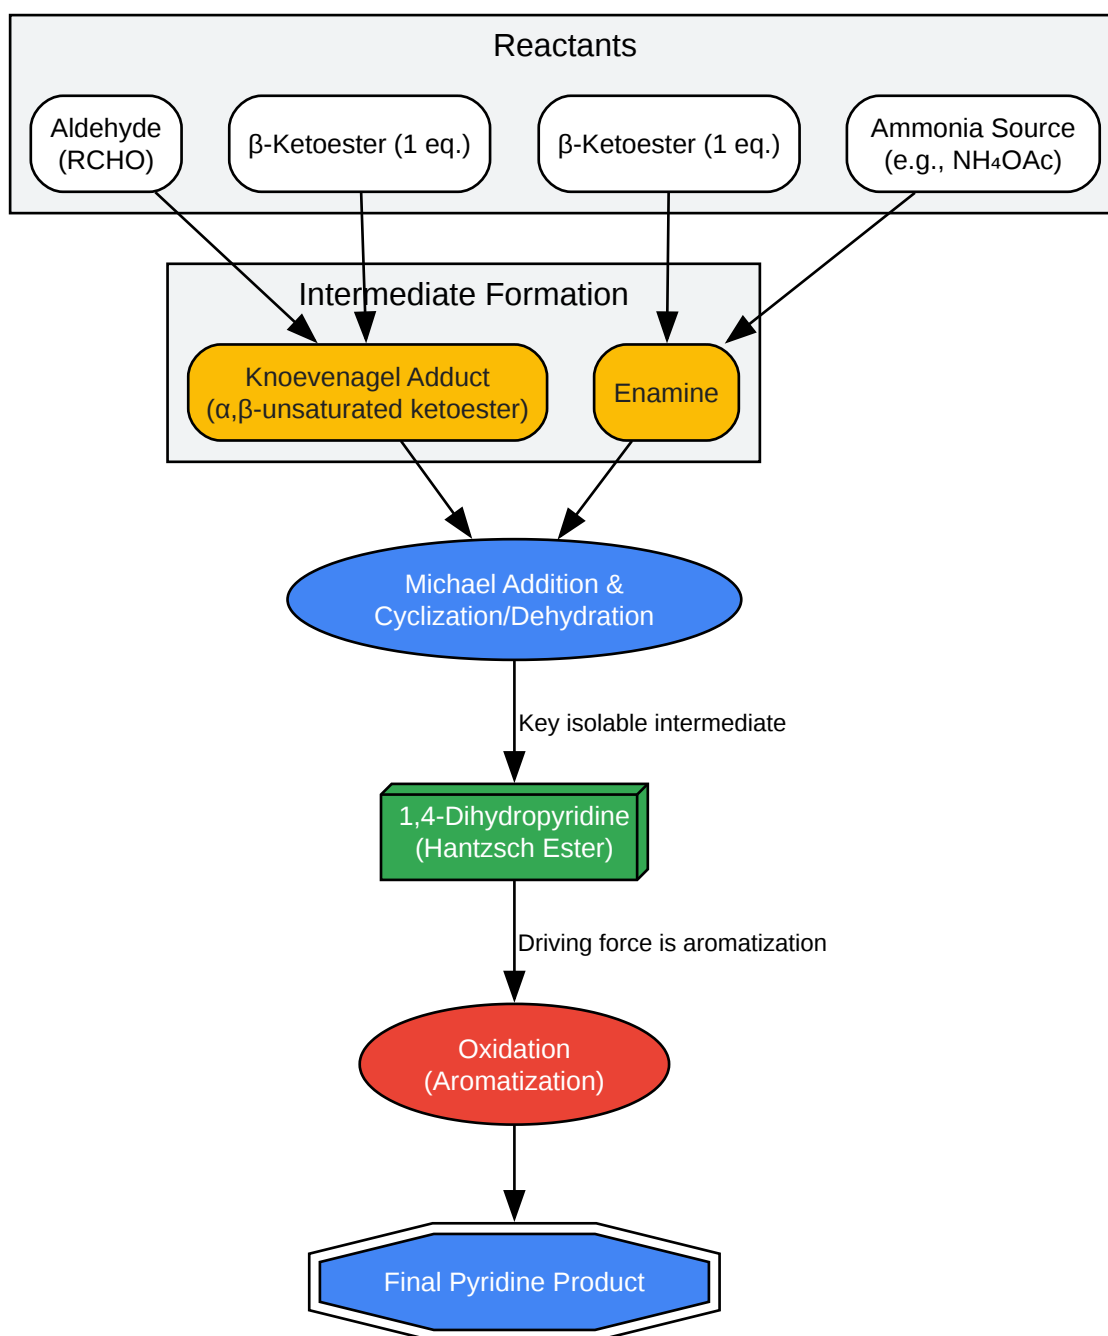 Reactants
Aldehyde
(RCHO)
β-Ketoester (1 eq.)
β-Ketoester (1 eq.)
Ammonia Source
(e.g., NH₄OAc)
Intermediate Formation
Knoevenagel Adduct
(α,β-unsaturated ketoester)
Enamine
Michael Addition &
Cyclization/Dehydration
Key isolable intermediate
1,4-Dihydropyridine
(Hantzsch Ester)
Driving force is aromatization
Oxidation
(Aromatization)
Final Pyridine Product